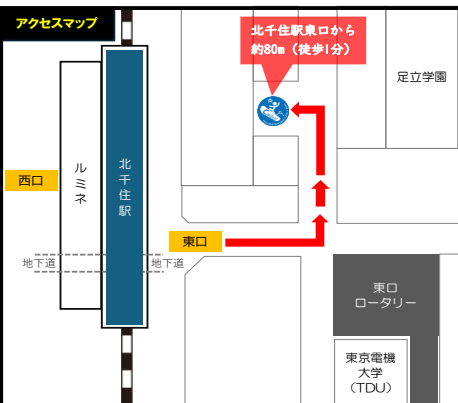 アクセスマップ
北千住駅東口から
約80m（徒歩1分）
足立学園
西口
ルミネ
北千住駅
東口
地下道
地下道
東口
ロータリー
東京電機
大学
（TDU）